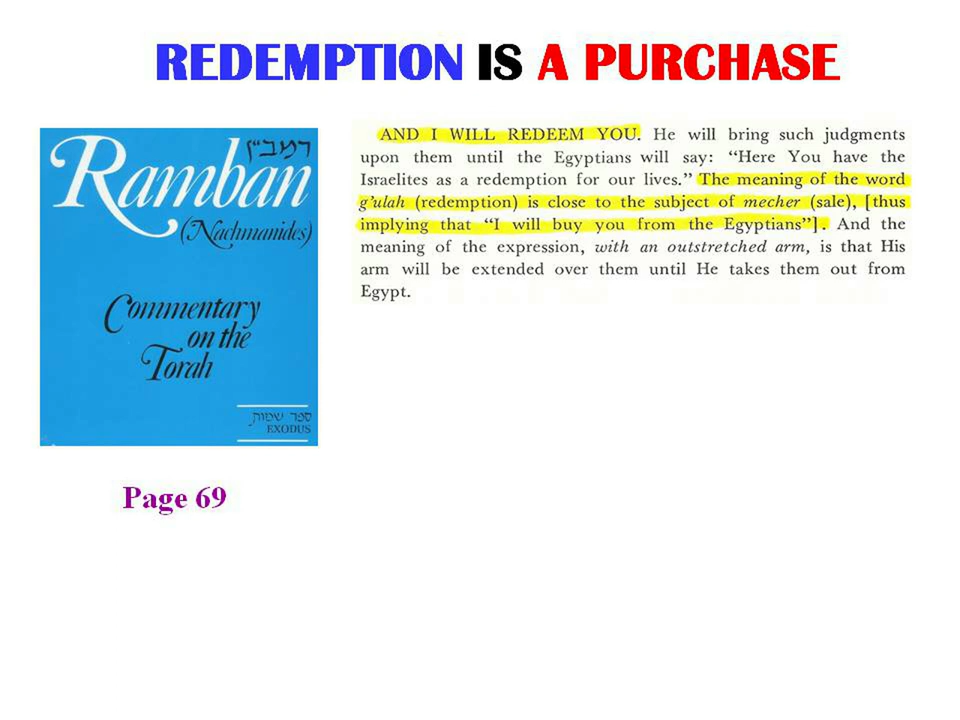 REDEMPTION IS A PURCHASE
רמב״ן
Ramban
(Nachmanides)
Commentary
on the
Torah
ספר שמות
EXODUS
Page 69
AND I WILL REDEEM YOU. He will bring such judgments
upon them until the Egyptians will say: “Here You have the
Israelites as a redemption for our lives.” The meaning of the word
g’ulah (redemption) is close to the subject of mecher (sale), [thus
implying that “I will buy you from the Egyptians”]. And the
meaning of the expression, with an outstretched arm, is that His
arm will be extended over them until He takes them out from
Egypt.